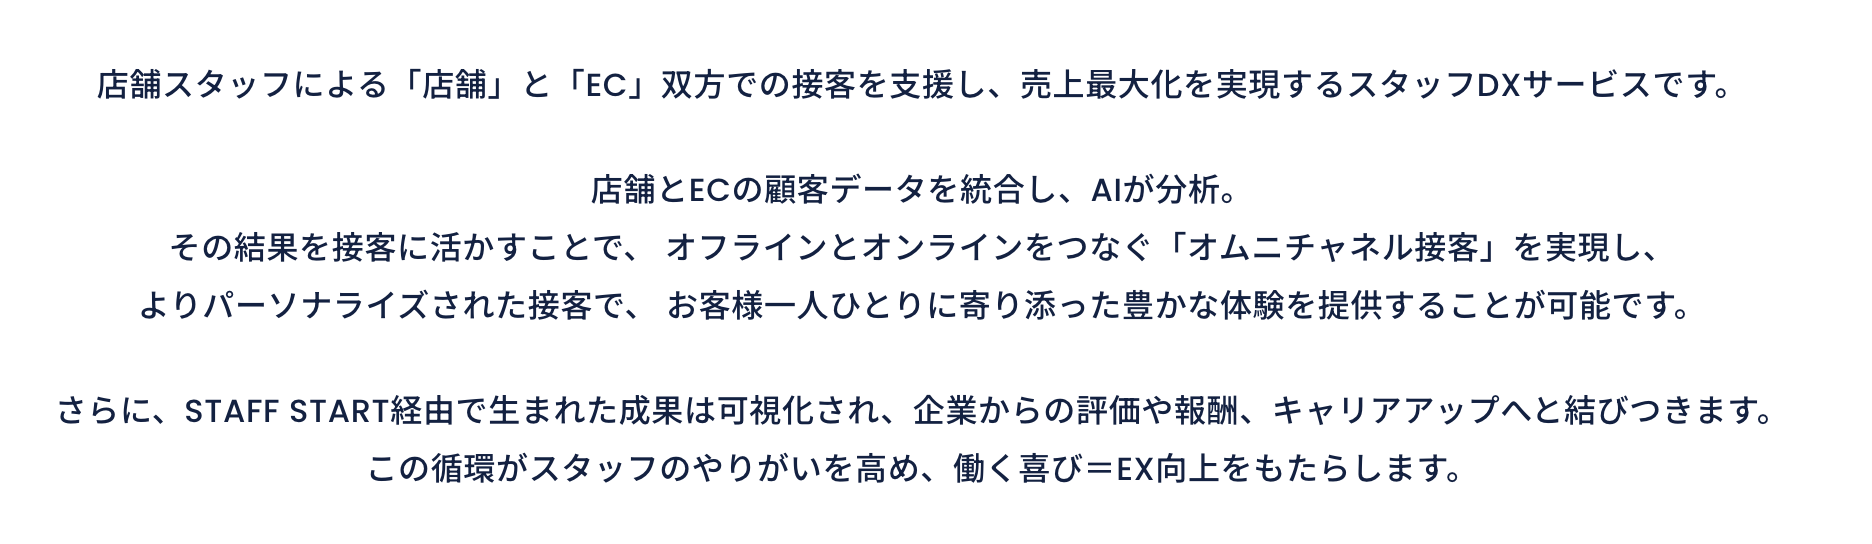 店舗スタッフによる「店舗」と「EC」双方での接客を支援し、売上最大化を実現するスタッフDXサービスです。
店舗とECの顧客データを統合し、AIが分析。
その結果を接客に活かすことで、 オフラインとオンラインをつなぐ「オムニチャネル接客」を実現し、
よりパーソナライズされた接客で、 お客様一人ひとりに寄り添った豊かな体験を提供することが可能です。
さらに、STAFF START経由で生まれた成果は可視化され、企業からの評価や報酬、キャリアアップへと結びつきます。
この循環がスタッフのやりがいを高め、働く喜び＝EX向上をもたらします。